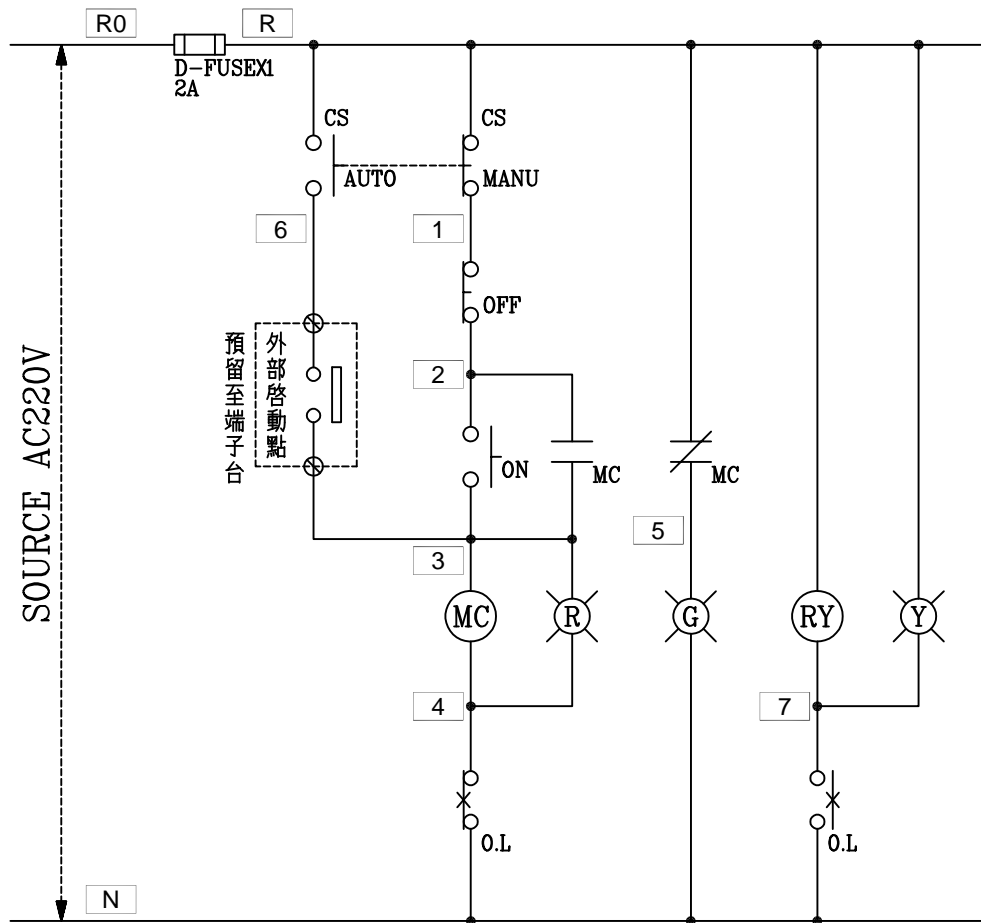 R0
R
D-FUSEX1
2A
CS
CS
AUTO
MANU
6
1
OFF
預留至端子台
外部啓動點
2
ON
MC
MC
5
3
SOURCE AC220V
MC
R
G
RY
Y
4
7
O.L
O.L
N